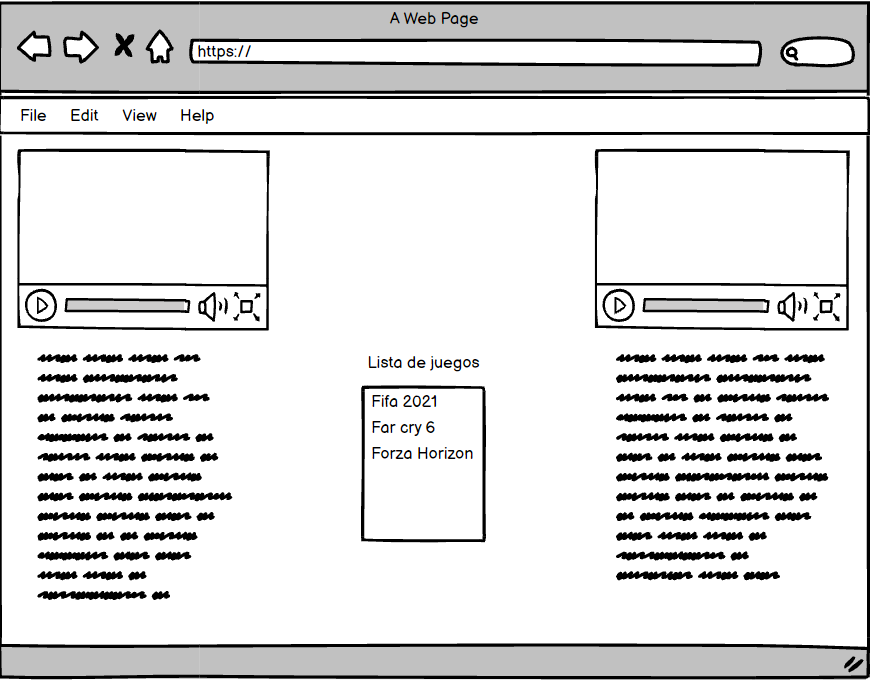 A Web Page
https://
File Edit View Help
Lista de juegos
Fifa 2021
Far cry 6
Forza Horizon